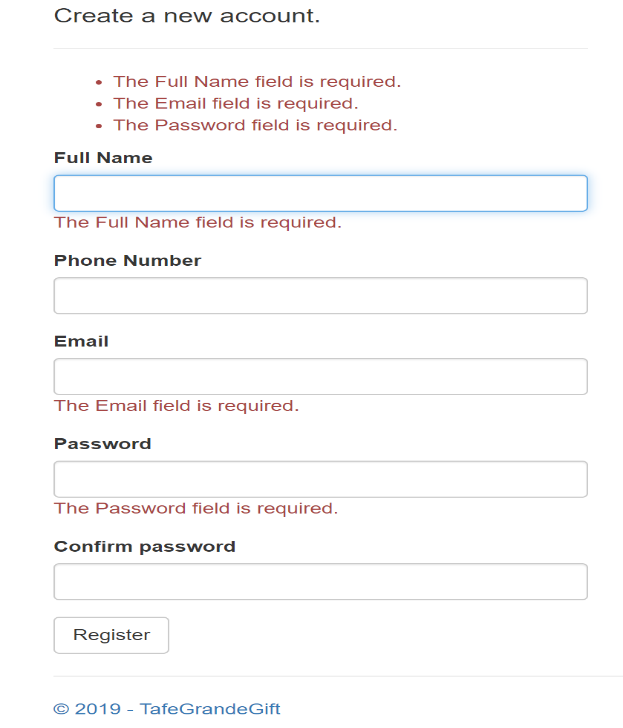 Create a new account.
The Full Name field is required.
The Email field is required.
The Password field is required.
Full Name
The Full Name field is required.
Phone Number
Email
The Email field is required.
Password
The Password field is required.
Confirm password
Register
© 2019 - TafeGrandeGift